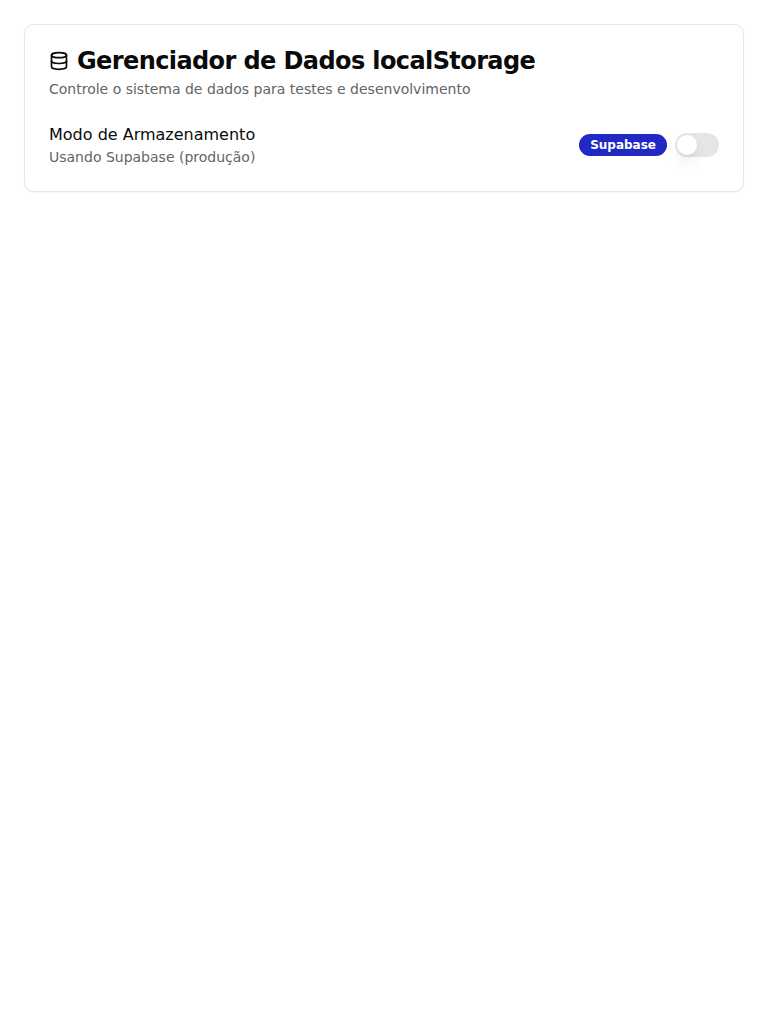 Gerenciador de Dados localStorage
Controle o sistema de dados para testes e desenvolvimento
Modo de Armazenamento
Usando Supabase (produção)
Supabase